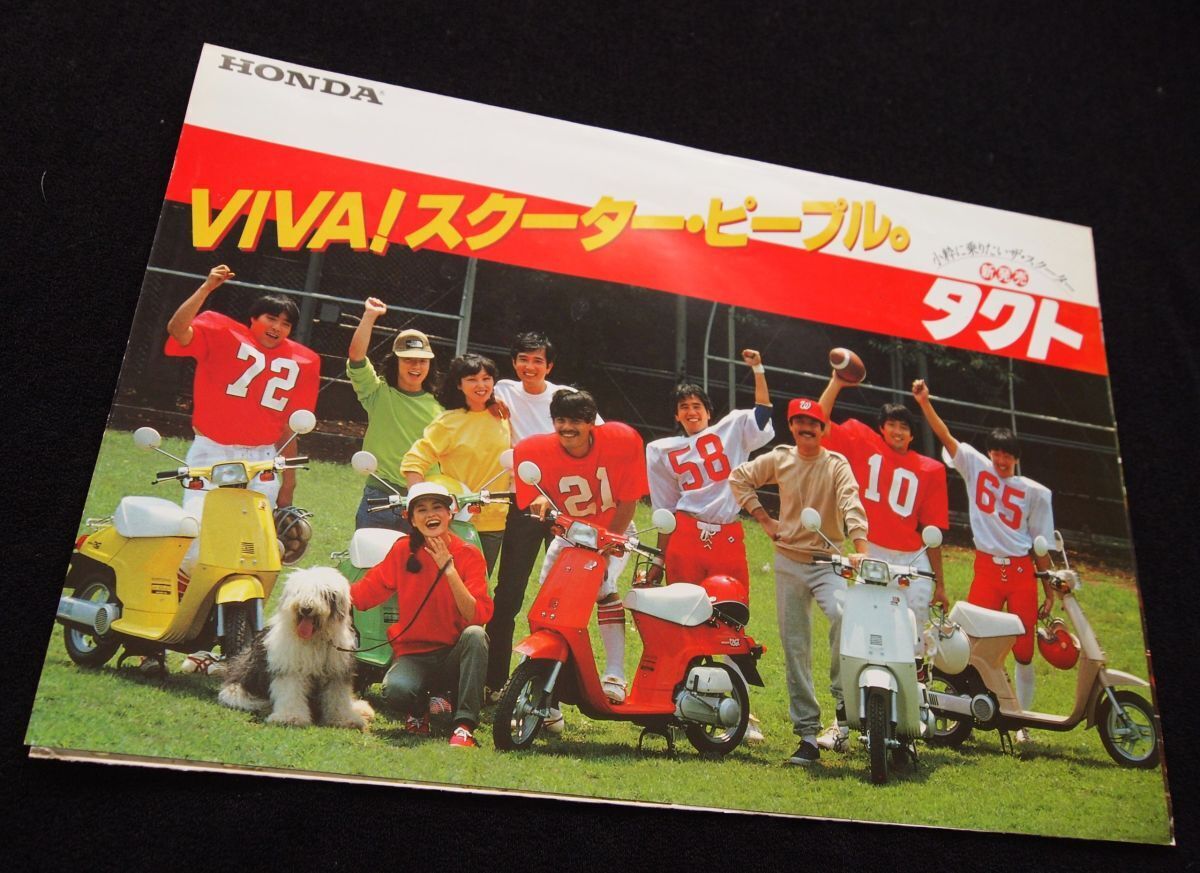 HONDA
VIVA!スクーター・ピープル。
小粋に乗りたいザ・スクーター
新発売
タクト
72
21
58
W
10
65